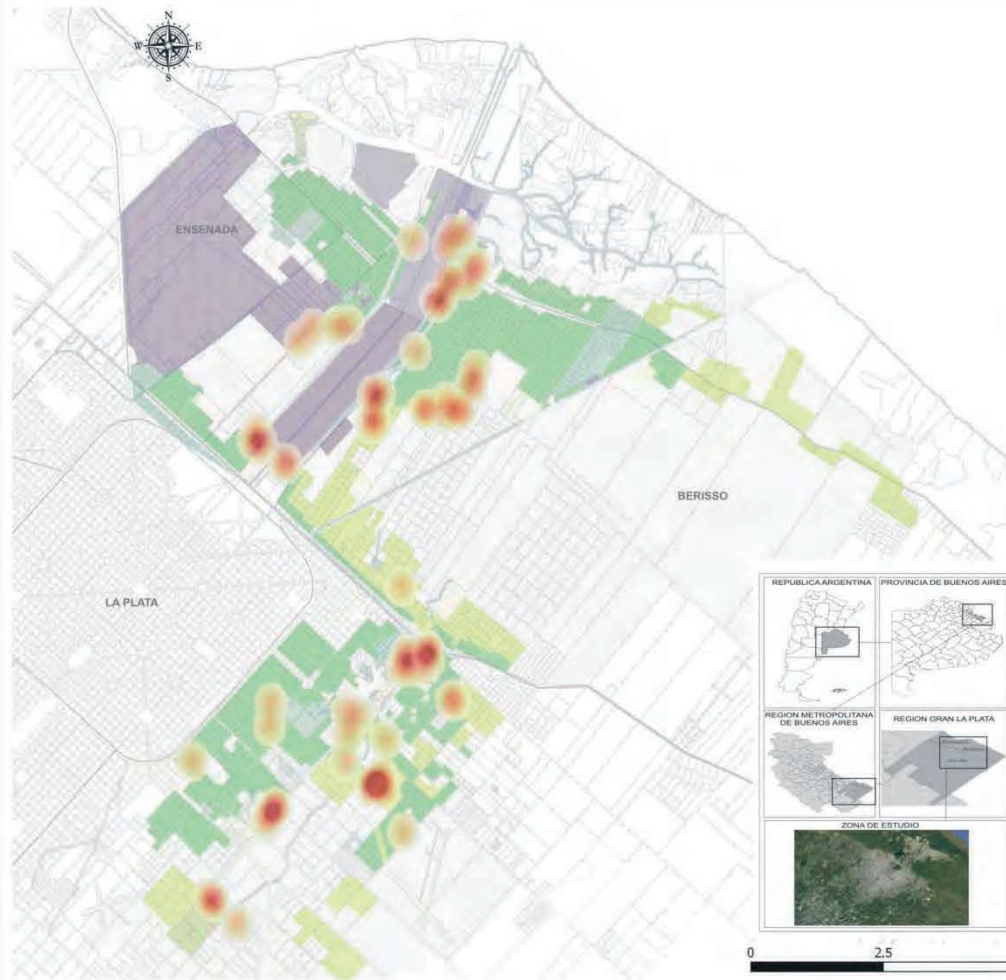 N
W E
S
ENSENADA
BERISSO
LA PLATA
REPUBLICA ARGENTINA
PROVINCIA DE BUENOS AIRES
REGION METROPOLITANA
DE BUENOS AIRES
REGION GRAN LA PLATA
ZONA DE ESTUDIO
0 2.5